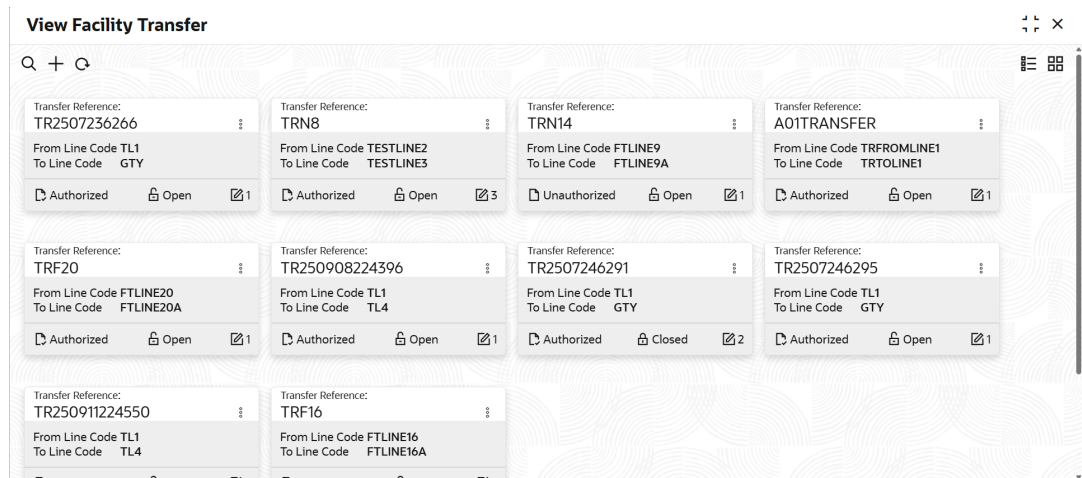 View Facility Transfer
Transfer Reference:
TR2507236266
From Line Code TL1
To Line Code GTY
Authorized Open 1
Transfer Reference:
TRN8
From Line Code TESTLINE2
To Line Code TESTLINE3
Authorized Open 3
Transfer Reference:
TRN14
From Line Code FTLINE9
To Line Code FTLINE9A
Unauthorized Open 1
Transfer Reference:
A01TRANSFER
From Line Code TRFROMLINE1
To Line Code TRTOLINE1
Authorized Open 1
Transfer Reference:
TRF20
From Line Code FTLINE20
To Line Code FTLINE20A
Authorized Open 1
Transfer Reference:
TR250908224396
From Line Code TL1
To Line Code TL4
Authorized Open 1
Transfer Reference:
TR2507246291
From Line Code TL1
To Line Code GTY
Authorized Closed 2
Transfer Reference:
TR2507246295
From Line Code TL1
To Line Code GTY
Authorized Open 1
Transfer Reference:
TR250911224550
From Line Code TL1
To Line Code TL4
Transfer Reference:
TRF16
From Line Code FTLINE16
To Line Code FTLINE16A